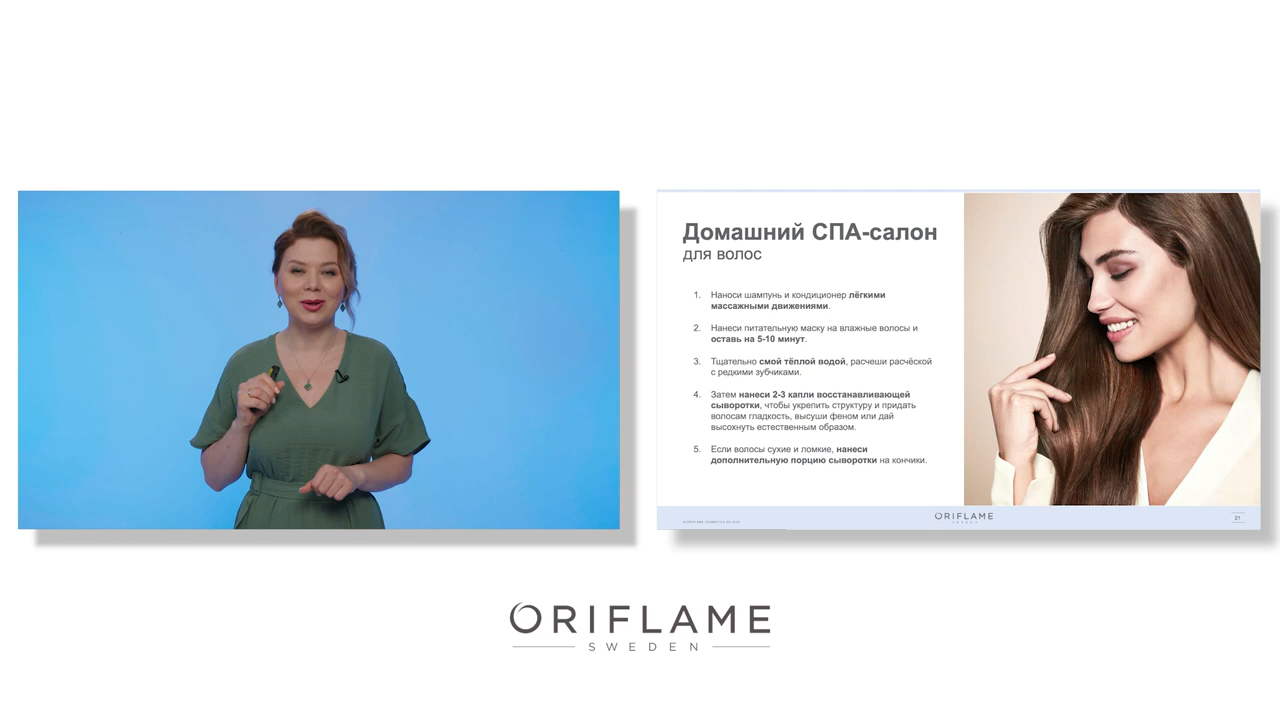 Домашний СПА-салон
для волос
1. Наноси шампунь и кондиционер лёгкими
массажными движениями.
2. Нанеси питательную маску на влажные волосы и
оставь на 5-10 минут.
3. Тщательно смой тёплой водой, расчеши расчёской
с редкими зубчиками.
4. Затем нанеси 2-3 капли восстанавливающей
сыворотки, чтобы укрепить структуру и придать
волосам гладкость, высуши феном или дай
высохнуть естественным образом.
5. Если волосы сухие и ломкие, нанеси
дополнительную порцию сыворотки на кончики.
ORIFLAME
21
ORIFLAME
SWEDEN